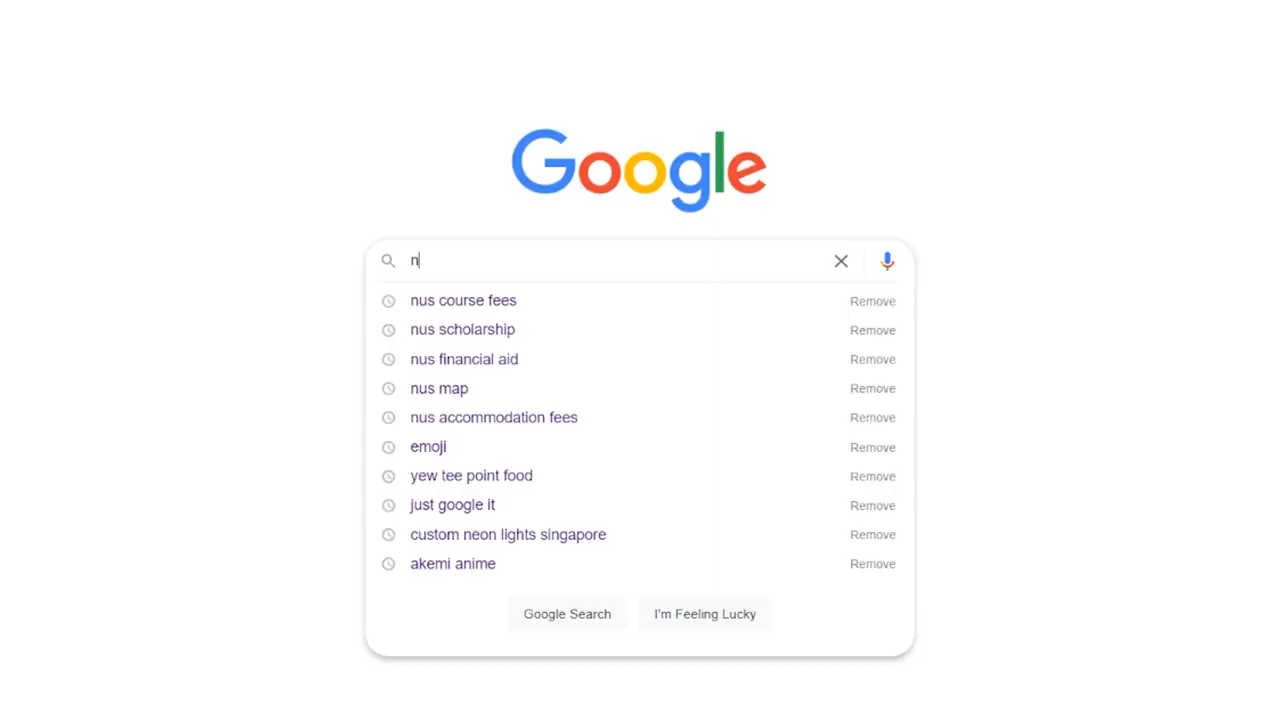 Google
n
nus course fees Remove
nus scholarship Remove
nus financial aid Remove
nus map Remove
nus accommodation fees Remove
emoji Remove
yew tee point food Remove
just google it Remove
custom neon lights singapore Remove
akemi anime Remove
Google Search I'm Feeling Lucky